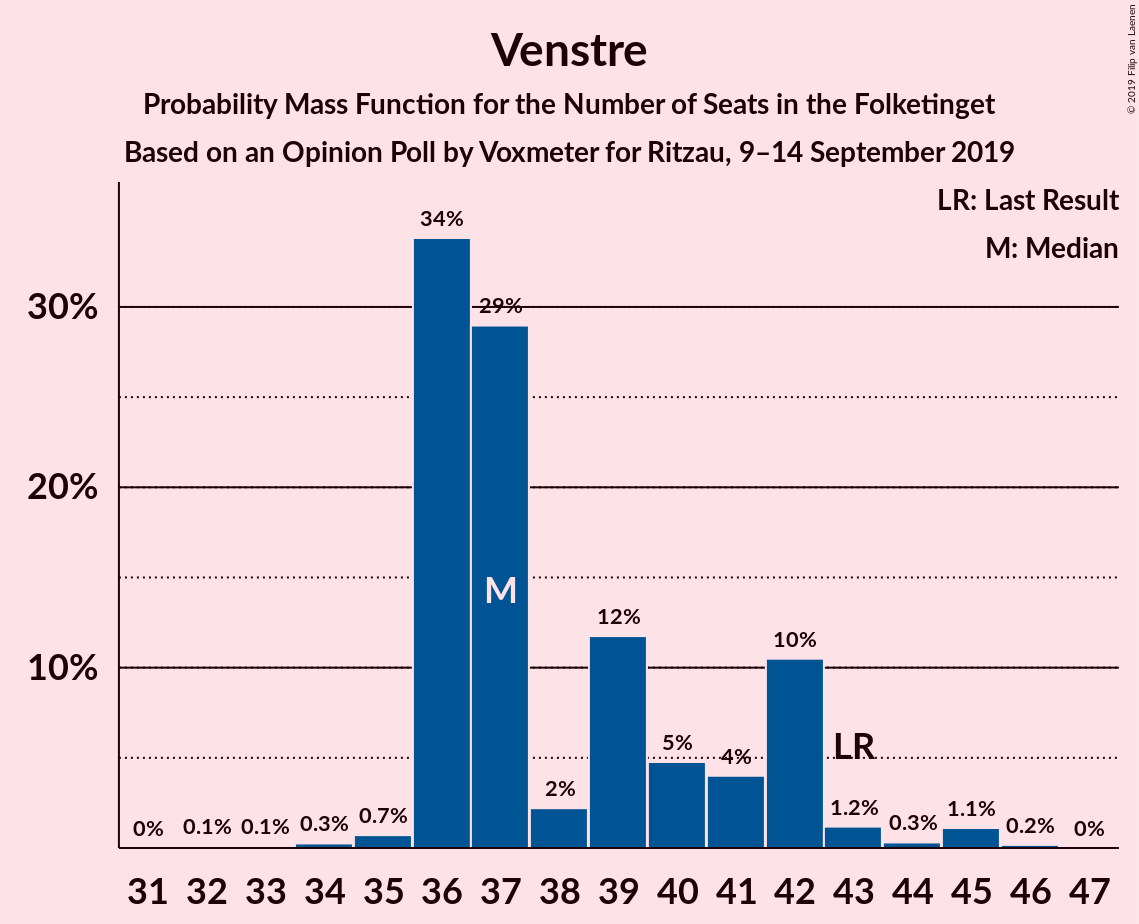 Venstre
Probability Mass Function for the Number of Seats in the Folketinget
Based on an Opinion Poll by Voxmeter for Ritzau, 9–14 September 2019
© 2019 Filip van Laenen
LR: Last Result
M: Median
30%
20%
10%
0% 0.1% 0.1% 0.3% 0.7% 34% 29% 2% 12% 5% 4% 10% 1.2% 0.3% 1.1% 0.2% 0%
M
LR
31 32 33 34 35 36 37 38 39 40 41 42 43 44 45 46 47